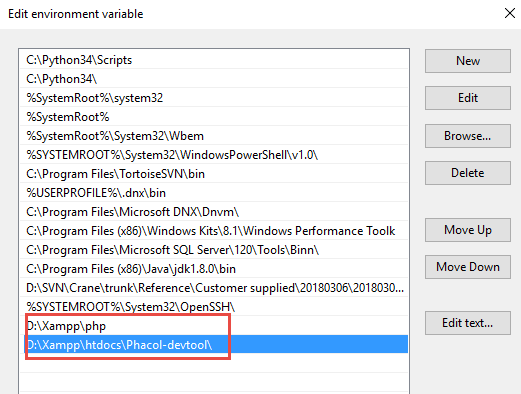 Edit environment variable
C:\Python34\Scripts
C:\Python34\
%SystemRoot%\system32
%SystemRoot%
%SystemRoot%\System32\Wbem
%SYSTEMROOT%\System32\WindowsPowerShell\v1.0\
C:\Program Files\TortoiseSVN\bin
%USERPROFILE%\.dnx\bin
C:\Program Files\Microsoft DNX\Dnvm\
C:\Program Files (x86)\Windows Kits\8.1\Windows Performance Toolk
C:\Program Files\Microsoft SQL Server\120\Tools\Binn\
C:\Program Files (x86)\Java\jdk1.8.0\bin
D:\SVN\Crane\trunk\Reference\Customer supplied\20180306\2018030...
%SYSTEMROOT%\System32\OpenSSH\
D:\Xampp\php
D:\Xampp\htdocs\Phacol-devtool\
New
Edit
Browse...
Delete
Move Up
Move Down
Edit text...